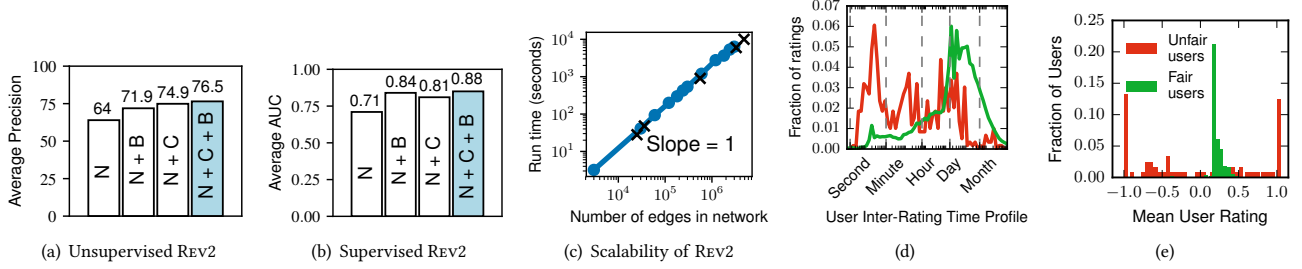 100
75
50
25
0
Average Precision
64
71.9
74.9
76.5
N
N + B
N + C
N + C + B
(a) Unsupervised REV2
1.00
0.75
0.50
0.25
0.00
Average AUC
0.71
0.84
0.81
0.88
N
N + B
N + C
N + C + B
(b) Supervised REV2
10^4
10^3
10^2
10^1
Run time (seconds)
Slope = 1
10^4 10^5 10^6
Number of edges in network
(c) Scalability of REV2
0.07
0.06
0.05
0.04
0.03
0.02
0.01
0.00
Fraction of ratings
Second
Minute
Hour
Day
Month
User Inter-Rating Time Profile
(d)
0.25
0.20
0.15
0.10
0.05
0.00
Fraction of Users
Unfair
users
Fair
users
−1.0 −0.5 0.0 0.5 1.0
Mean User Rating
(e)